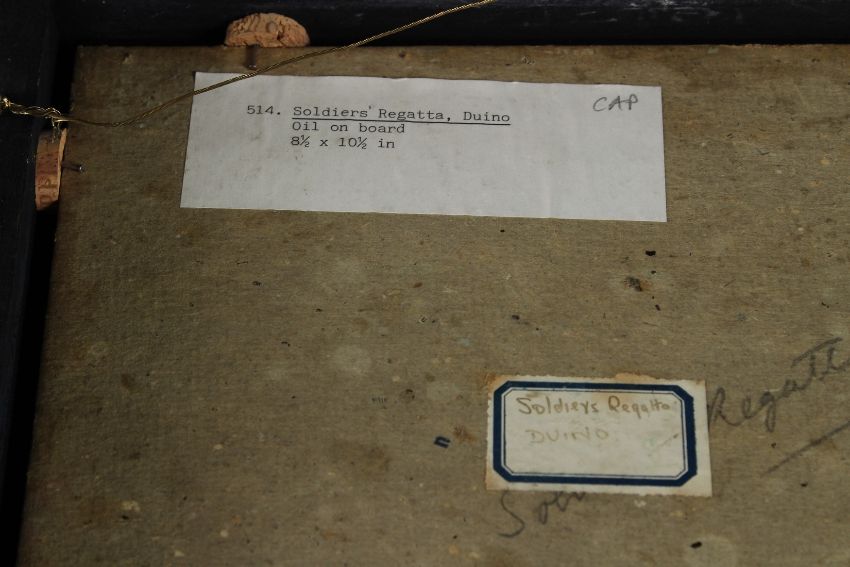 514. Soldiers' Regatta, Duino
Oil on board
8½ x 10½ in
CAP
Soldiers Regatta
DUINO
Regatta